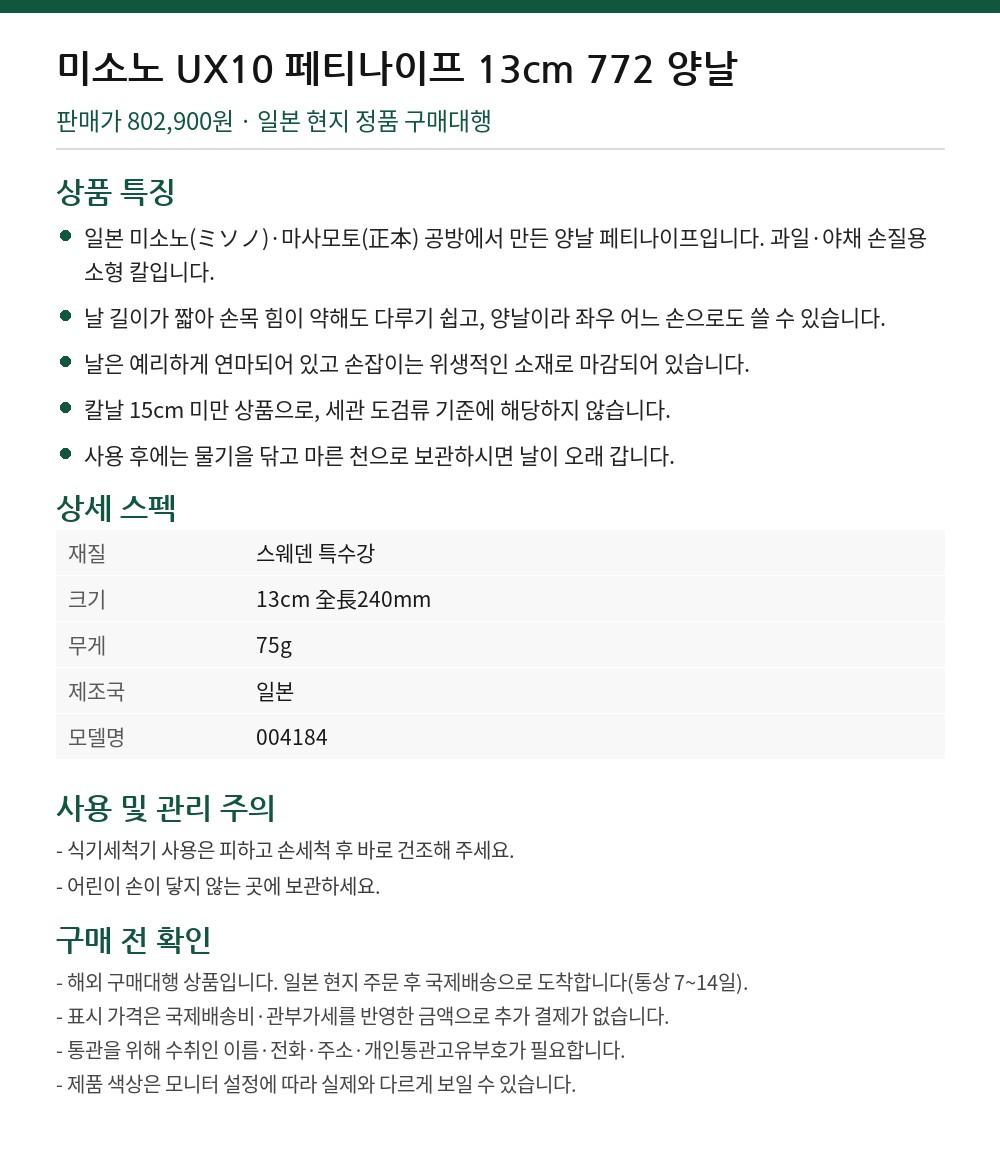 미소노 UX10 페티나이프 13cm 772 양날
판매가 802,900원 · 일본 현지 정품 구매대행
상품 특징
일본 미소노(ミソノ)·마사모토(正本) 공방에서 만든 양날 페티나이프입니다. 과일·야채 손질용
소형 칼입니다.
날 길이가 짧아 손목 힘이 약해도 다루기 쉽고, 양날이라 좌우 어느 손으로도 쓸 수 있습니다.
날은 예리하게 연마되어 있고 손잡이는 위생적인 소재로 마감되어 있습니다.
칼날 15cm 미만 상품으로, 세관 도검류 기준에 해당하지 않습니다.
사용 후에는 물기을 닦고 마른 천으로 보관하시면 날이 오래 갑니다.
상세 스펙
재질 스웨덴 특수강
크기 13cm 全長240mm
무게 75g
제조국 일본
모델명 004184
사용 및 관리 주의
- 식기세척기 사용은 피하고 손세척 후 바로 건조해 주세요.
- 어린이 손이 닿지 않는 곳에 보관하세요.
구매 전 확인
- 해외 구매대행 상품입니다. 일본 현지 주문 후 국제배송으로 도착합니다(통상 7~14일).
- 표시 가격은 국제배송비·관부가세를 반영한 금액으로 추가 결제가 없습니다.
- 통관을 위해 수취인 이름·전화·주소·개인통관고유부호가 필요합니다.
- 제품 색상은 모니터 설정에 따라 실제와 다르게 보일 수 있습니다.